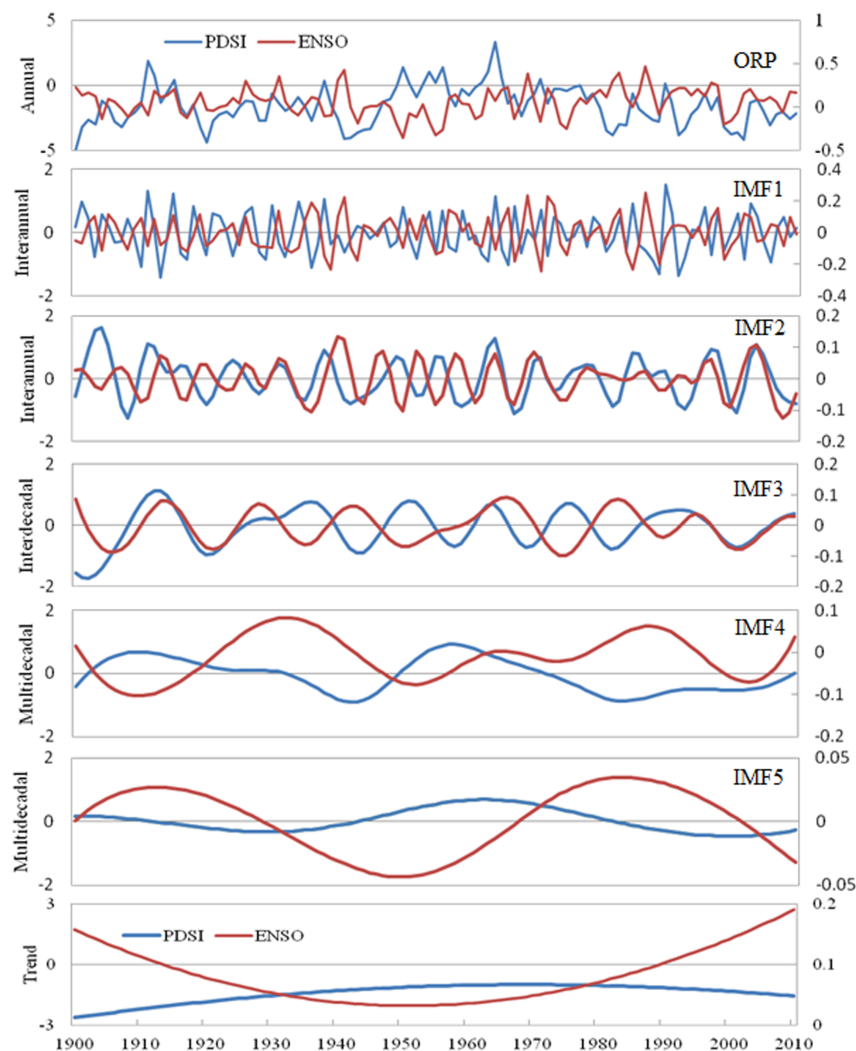 5 1
PDSI ENSO ORP
Annual
0 0.5
0
-5 -0.5
2 0.4
IMF1
0.2
Interannual
0 0
-0.2
-2 -0.4
2 0.2
IMF2
0.1
Interannual
0 0
-0.1
-2 -0.2
2 0.2
IMF3
0.1
Interdecadal
0 0
-0.1
-2 -0.2
2 0.1
IMF4
Multidecadal
0 0
-0.1
-2 -0.2
2 0.05
IMF5
Multidecadal
0 0
-2 -0.05
3 0.2
PDSI ENSO
Trend
0 0.1
-3 0
1900 1910 1920 1930 1940 1950 1960 1970 1980 1990 2000 2010